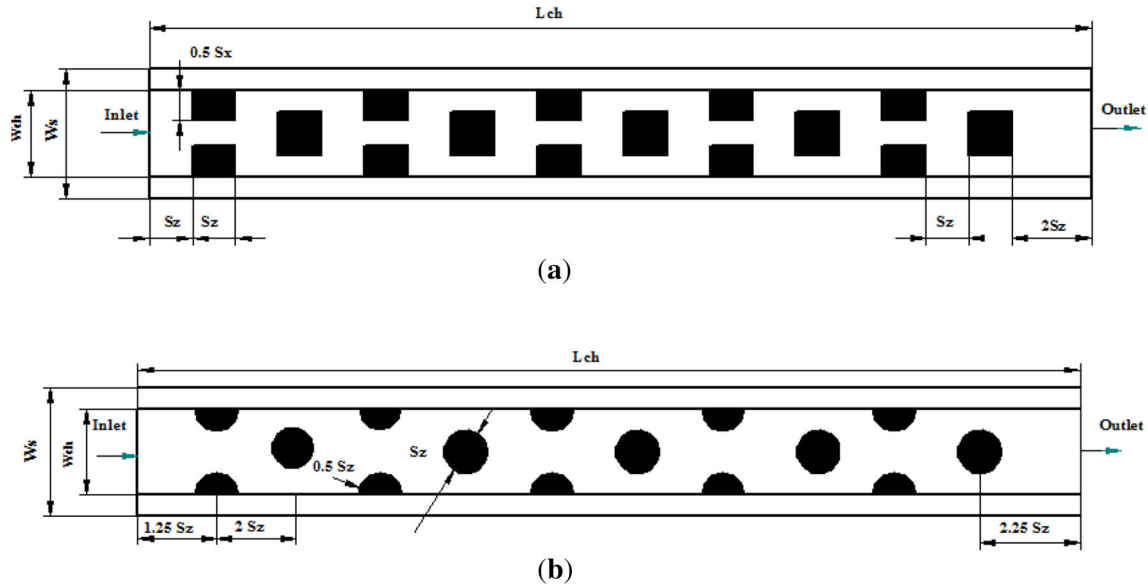 Lch
0.5 Sx
Wch
Ws
Inlet
Outlet
Sz
Sz
Sz
2Sz
(a)
Lch
Ws
Wch
Inlet
Outlet
Sz
0.5 Sz
1.25 Sz
2 Sz
2.25 Sz
(b)